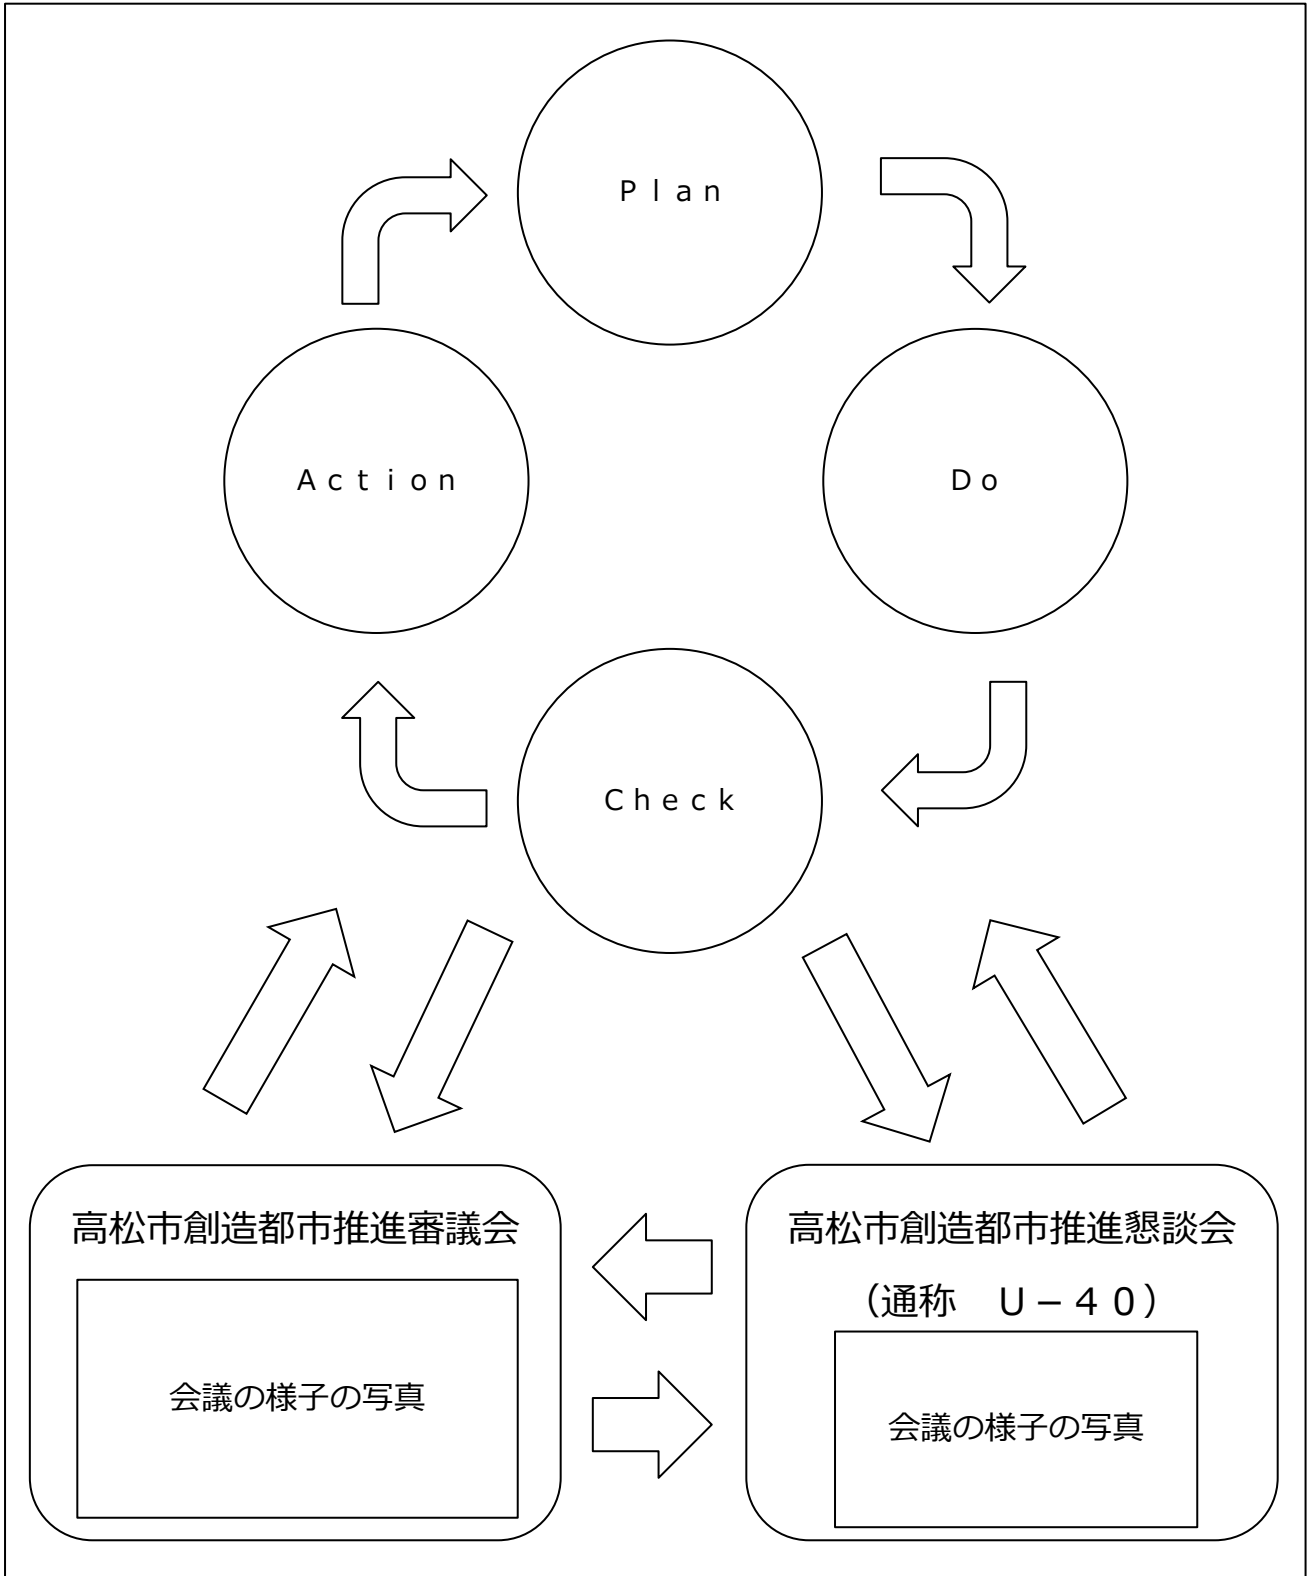 Ｐｌａｎ
Ａｃｔｉｏｎ
Ｄｏ
Ｃｈｅｃｋ
高松市創造都市推進審議会
会議の様子の写真
高松市創造都市推進懇談会
（通称　Ｕ－４０）
会議の様子の写真